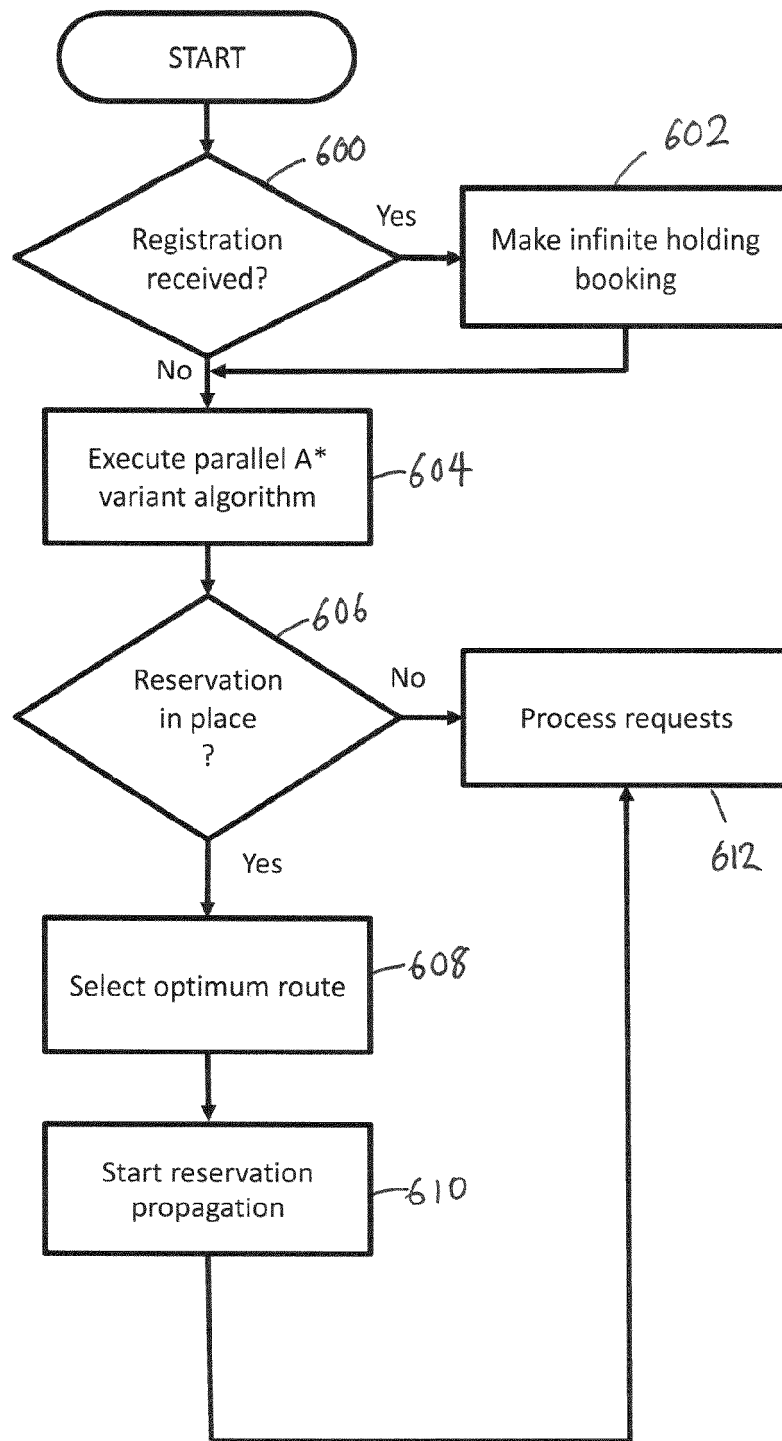 START
600
602
Registration
received?
Yes
Make infinite holding
booking
No
Execute parallel A*
variant algorithm
604
606
Reservation
in place
?
No
Process requests
612
Yes
Select optimum route
608
Start reservation
propagation
610